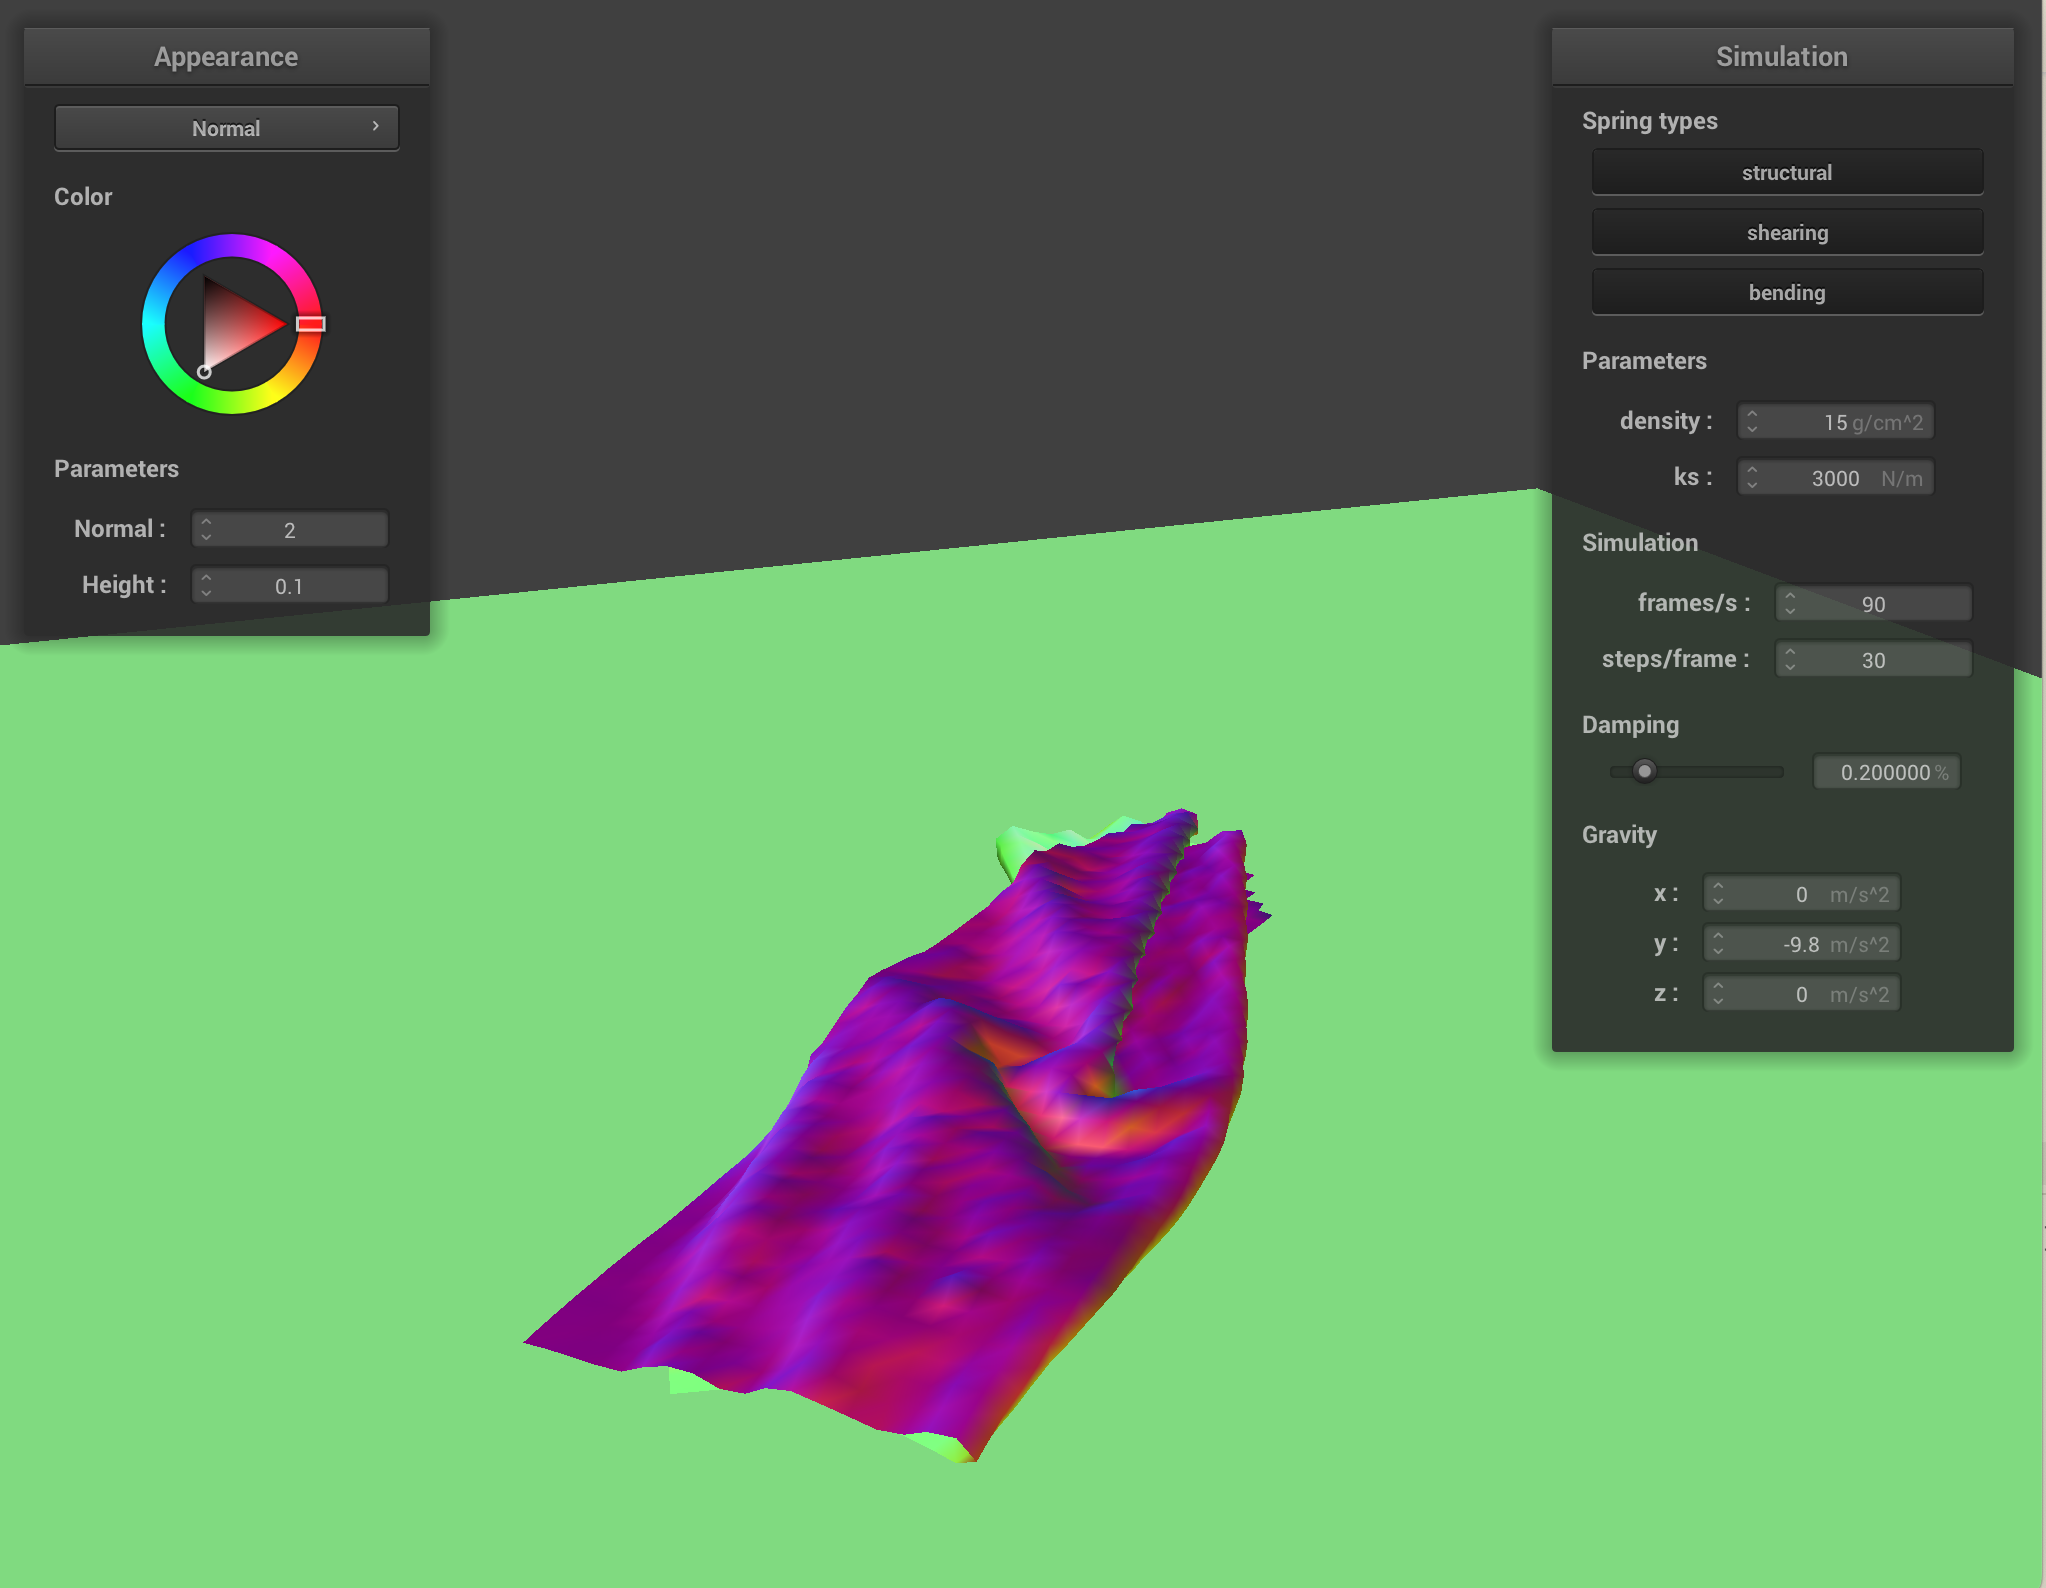 Appearance
Normal
Color
Parameters
Normal : 2
Height : 0.1
Simulation
Spring types
structural
shearing
bending
Parameters
density : 15 g/cm^2
ks : 3000 N/m
Simulation
frames/s : 90
steps/frame : 30
Damping
0.200000 %
Gravity
x : 0 m/s^2
y : -9.8 m/s^2
z : 0 m/s^2